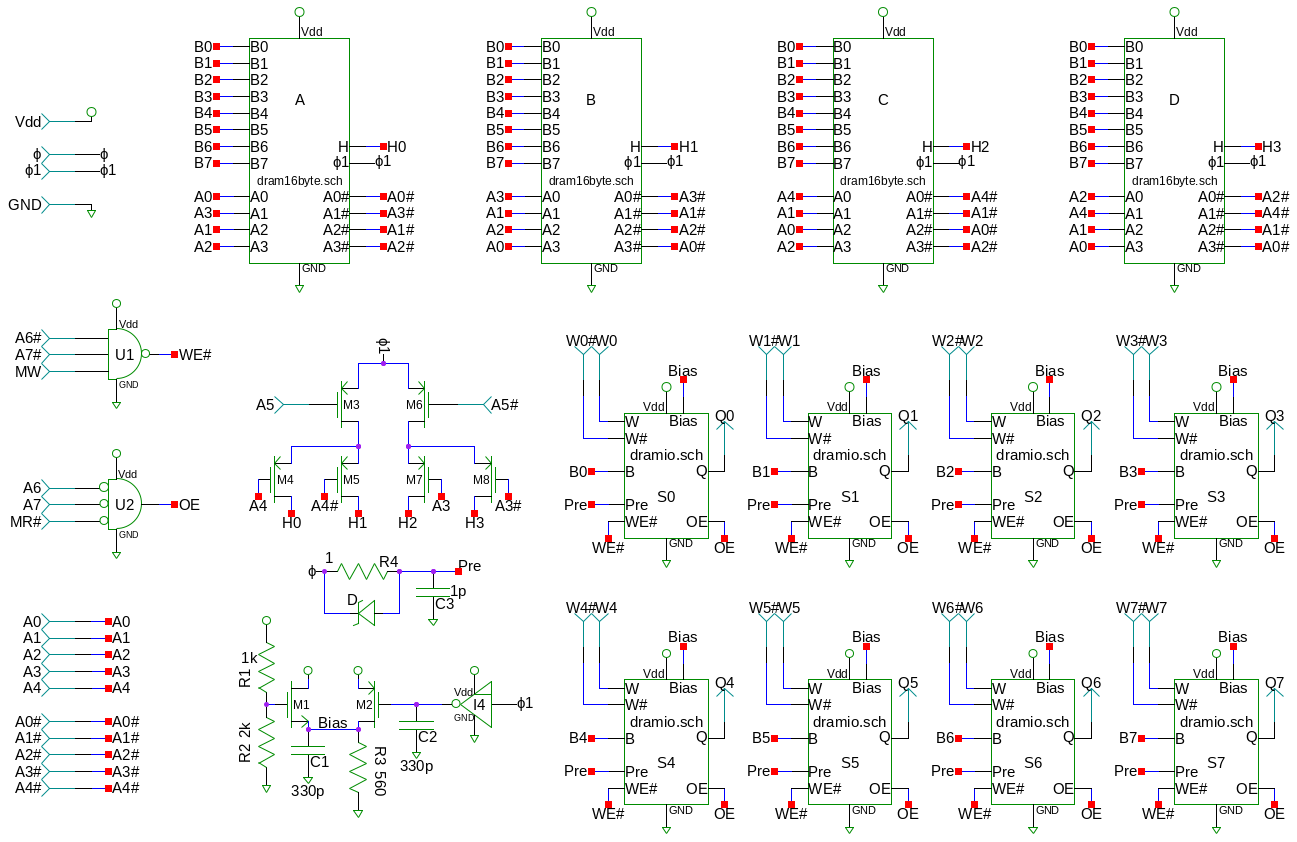 Vdd
ϕ ϕ
ϕ1 ϕ1
GND
Vdd
B0 B0
B1 B1
B2 B2
B3 B3
A
B4 B4
B5 B5
B6 B6 H H0
B7 B7 ϕ1 ϕ1
dram16byte.sch
A0 A0 A0# A0#
A3 A1 A1# A3#
A1 A2 A2# A1#
A2 A3 A3# A2#
GND
Vdd
B0 B0
B1 B1
B2 B2
B3 B3
B
B4 B4
B5 B5
B6 B6 H H1
B7 B7 ϕ1 ϕ1
dram16byte.sch
A3 A0 A0# A3#
A1 A1 A1# A1#
A2 A2 A2# A2#
A0 A3 A3# A0#
GND
Vdd
B0 B0
B1 B1
B2 B2
B3 B3
C
B4 B4
B5 B5
B6 B6 H H2
B7 B7 ϕ1 ϕ1
dram16byte.sch
A4 A0 A0# A4#
A1 A1 A1# A1#
A0 A2 A2# A0#
A2 A3 A3# A2#
GND
Vdd
B0 B0
B1 B1
B2 B2
B3 B3
D
B4 B4
B5 B5
B6 B6 H H3
B7 B7 ϕ1 ϕ1
dram16byte.sch
A2 A0 A0# A2#
A4 A1 A1# A4#
A1 A2 A2# A1#
A0 A3 A3# A0#
GND
Vdd
A6#
A7# U1 WE#
MW
GND
Vdd
A6
A7 U2 OE
MR#
GND
ϕ1
A5 M3 M6 A5#
M4 M5 M7 M8
A4 A4# A3 A3#
H0 H1 H2 H3
1 R4
ϕ Pre
D 1p
C3
A0 A0
A1 A1
A2 A2
A3 A3
A4 A4
A0# A0#
A1# A1#
A2# A2#
A3# A3#
A4# A4#
R1 1k
R2 2k
M1 M2
Bias
C1
330p
R3 560
C2
330p
Vdd
I4 ϕ1
GND
W0# W0
Bias
Vdd
W Bias Q0
W#
dramio.sch
B0 B Q
S0
Pre Pre
WE# OE
WE# GND OE
W1# W1
Bias
Vdd
W Bias Q1
W#
dramio.sch
B1 B Q
S1
Pre Pre
WE# OE
WE# GND OE
W2# W2
Bias
Vdd
W Bias Q2
W#
dramio.sch
B2 B Q
S2
Pre Pre
WE# OE
WE# GND OE
W3# W3
Bias
Vdd
W Bias Q3
W#
dramio.sch
B3 B Q
S3
Pre Pre
WE# OE
WE# GND OE
W4# W4
Bias
Vdd
W Bias Q4
W#
dramio.sch
B4 B Q
S4
Pre Pre
WE# OE
WE# GND OE
W5# W5
Bias
Vdd
W Bias Q5
W#
dramio.sch
B5 B Q
S5
Pre Pre
WE# OE
WE# GND OE
W6# W6
Bias
Vdd
W Bias Q6
W#
dramio.sch
B6 B Q
S6
Pre Pre
WE# OE
WE# GND OE
W7# W7
Bias
Vdd
W Bias Q7
W#
dramio.sch
B7 B Q
S7
Pre Pre
WE# OE
WE# GND OE